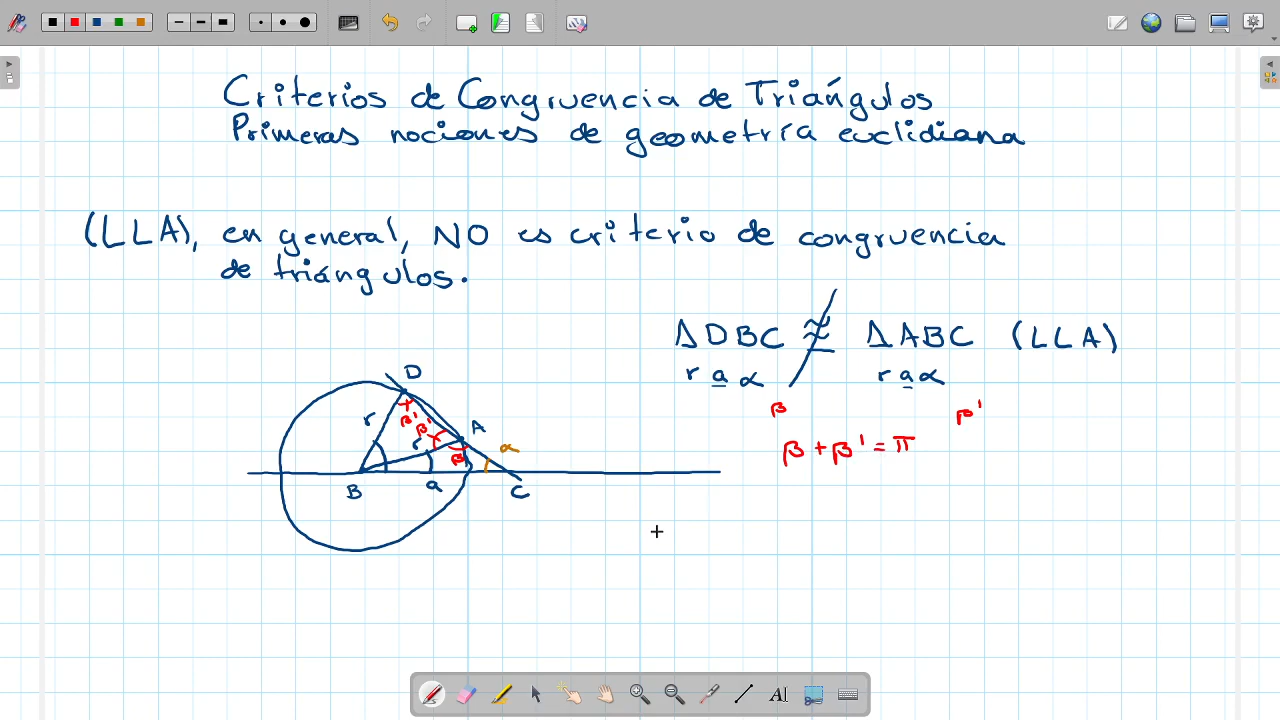 Criterios de Congruencia de Triángulos
Primeras nociones de geometría euclidiana
(LLA), en general, NO es criterio de congruencia
de triángulos.
ΔDBC ≇ ΔABC (LLA)
r a α r a α
β β'
β + β' = π
D
r β' β' A
r β α
B a C
AI